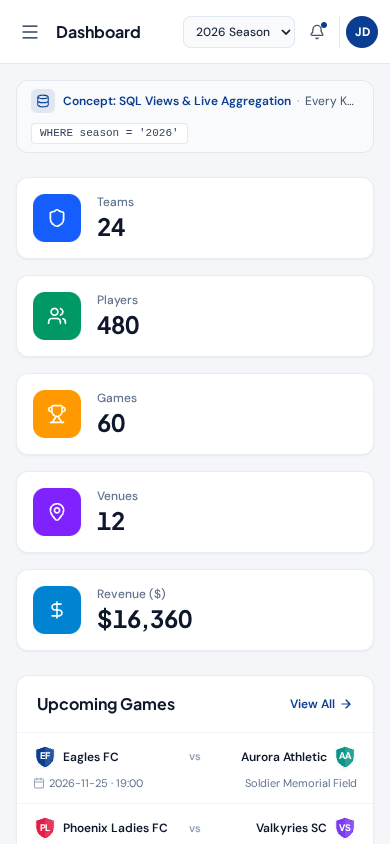 Dashboard 2026 Season JD
Concept: SQL Views & Live Aggregation · Every K...
WHERE season = '2026'
Teams
24
Players
480
Games
60
Venues
12
Revenue ($)
$16,360
Upcoming Games View All →
EF Eagles FC vs Aurora Athletic AA
2026-11-25 · 19:00 Soldier Memorial Field
PL Phoenix Ladies FC vs Valkyries SC VS